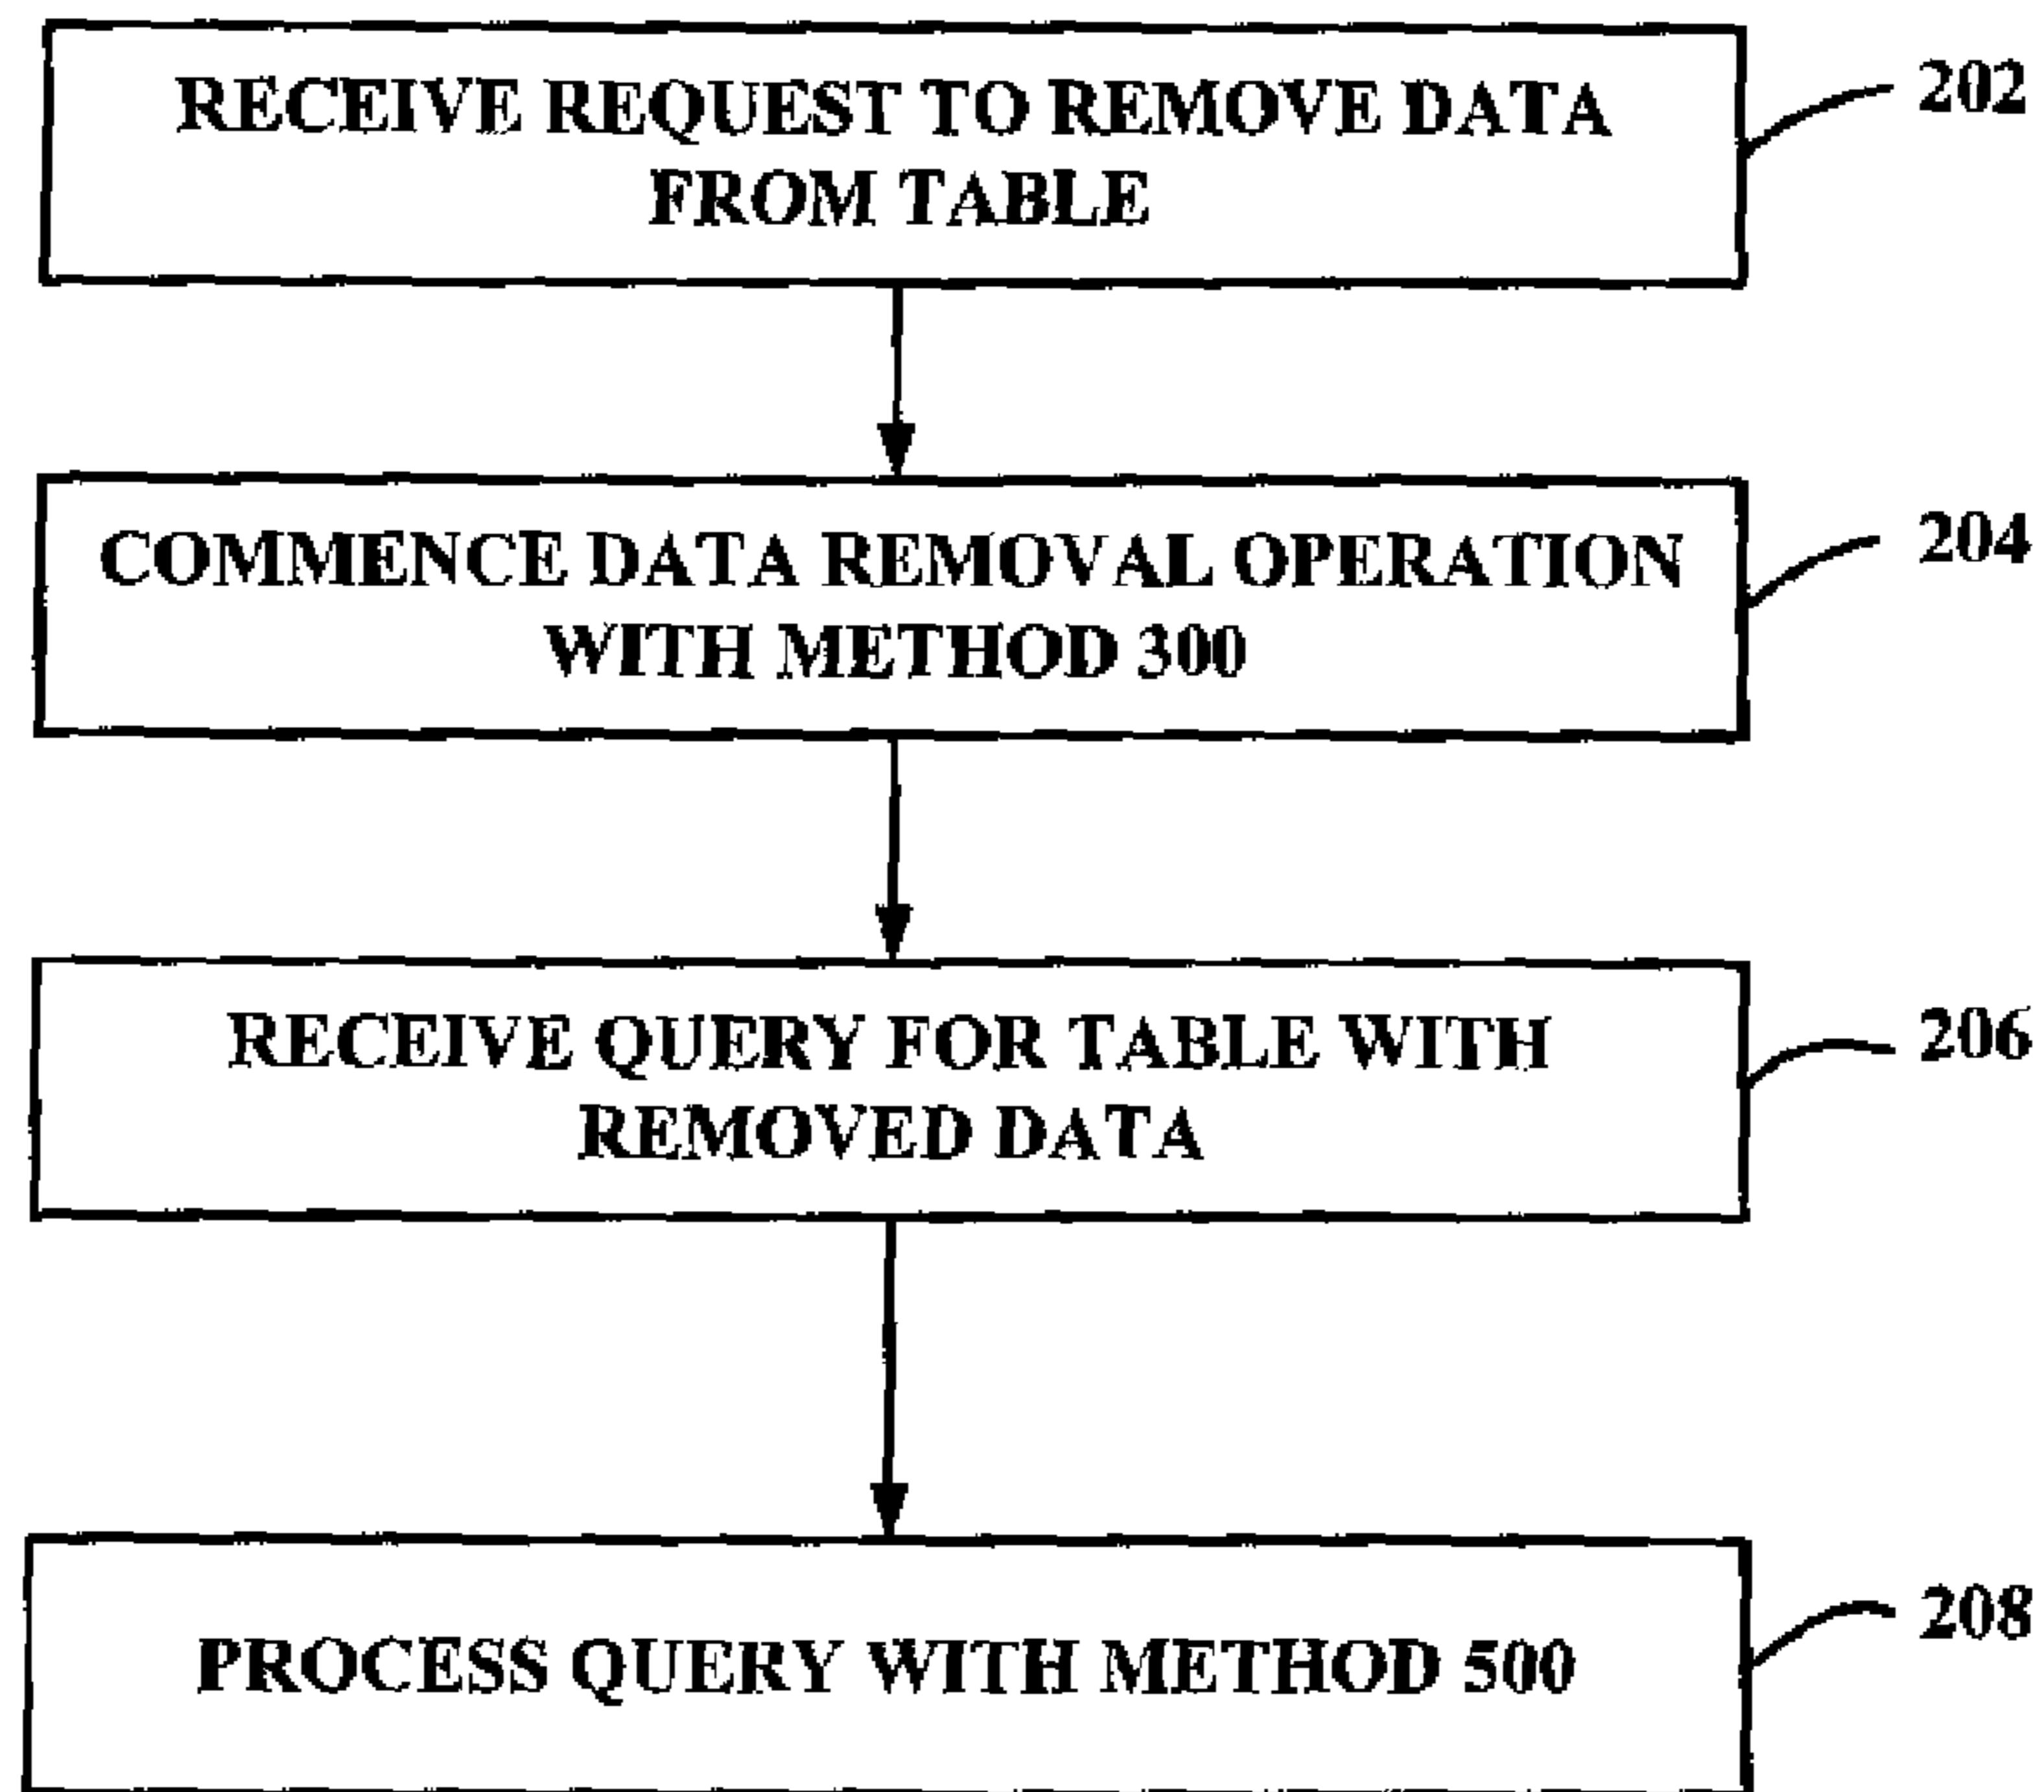 RECEIVE REQUEST TO REMOVE DATA
FROM TABLE
202
COMMENCE DATA REMOVAL OPERATION
WITH METHOD 300
204
RECEIVE QUERY FOR TABLE WITH
REMOVED DATA
206
PROCESS QUERY WITH METHOD 500
208